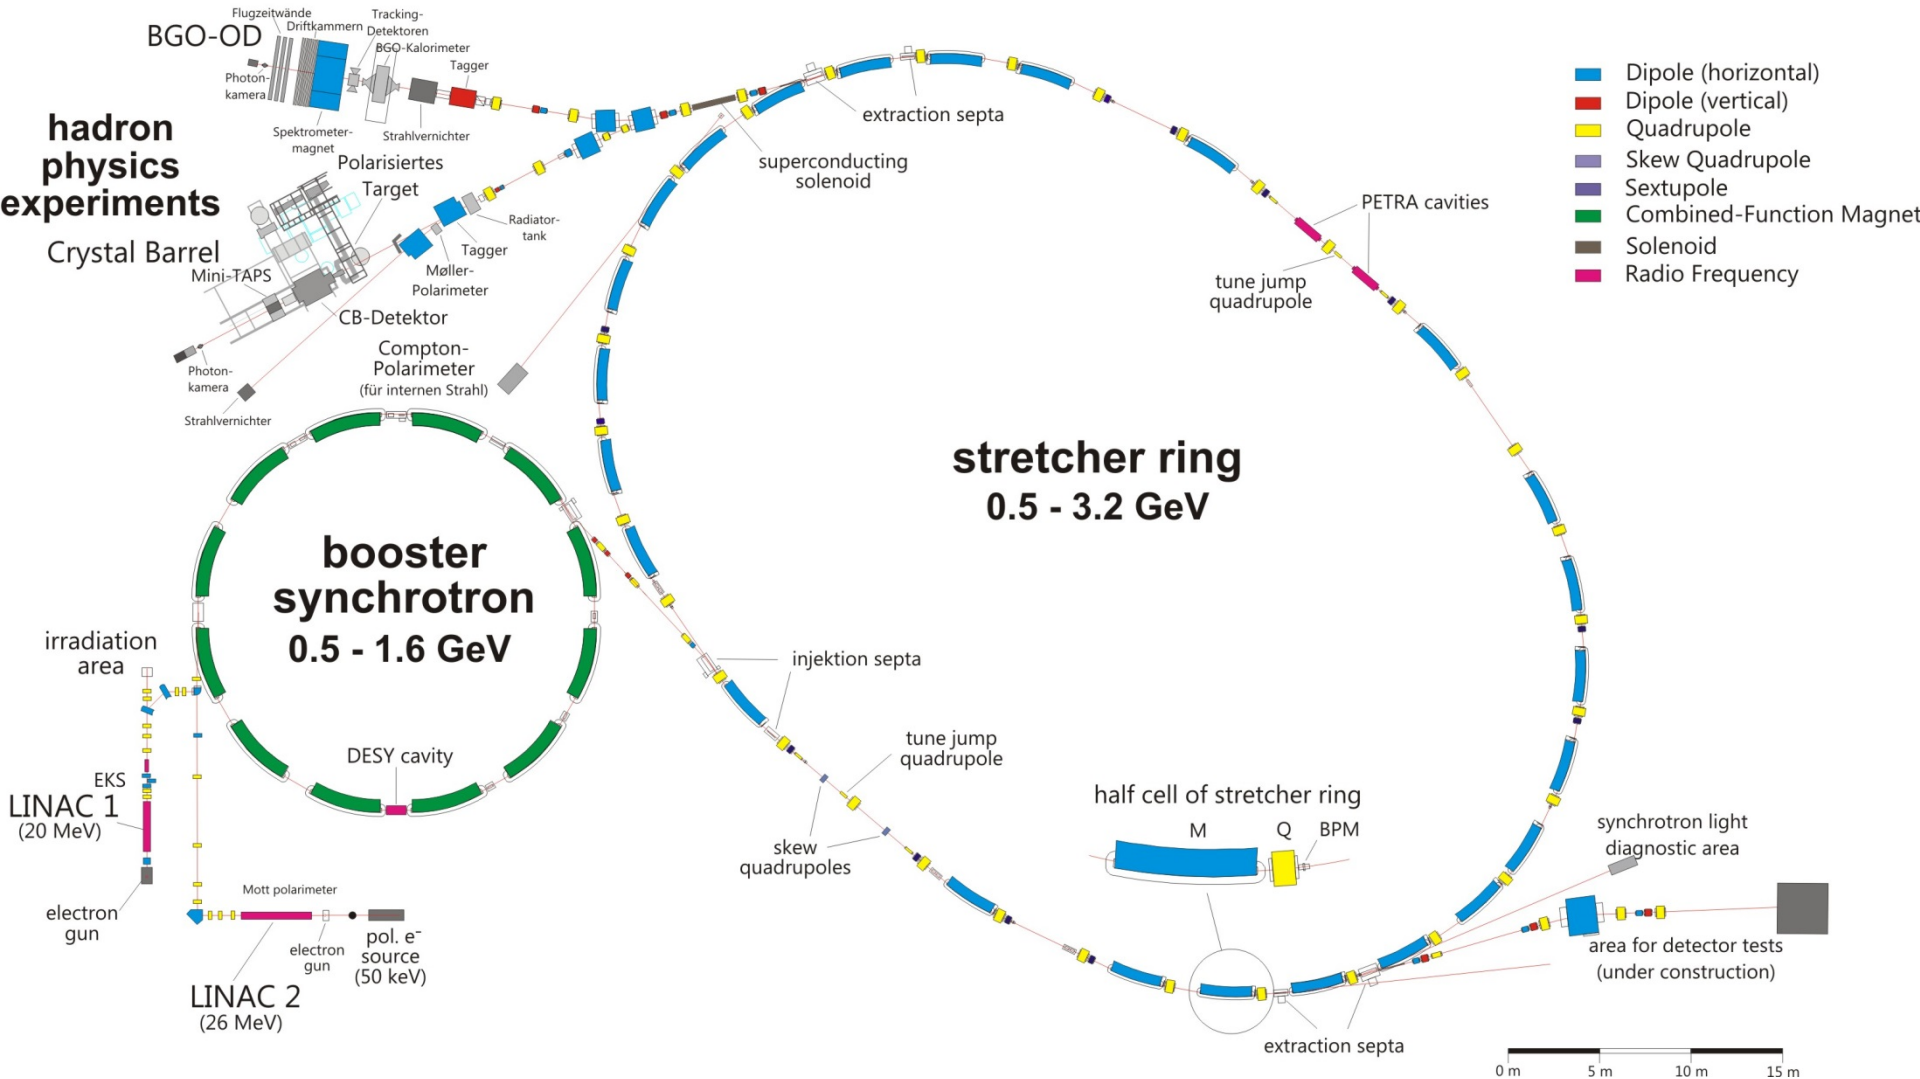 Flugzeitwände
Driftkammern
Tracking-
Detektoren
BGO-OD
BGO-Kalorimeter
Tagger
Photon-
kamera
Spektrometer-
magnet
Strahlvernichter
hadron
physics
experiments
Polarisiertes
Target
Crystal Barrel
Mini-TAPS
Radiator-
tank
Tagger
Møller-
Polarimeter
CB-Detektor
Photon-
kamera
Strahlvernichter
Compton-
Polarimeter
(für internen Strahl)
extraction septa
superconducting
solenoid
PETRA cavities
tune jump
quadrupole
Dipole (horizontal)
Dipole (vertical)
Quadrupole
Skew Quadrupole
Sextupole
Combined-Function Magnet
Solenoid
Radio Frequency
stretcher ring
0.5 - 3.2 GeV
booster
synchrotron
0.5 - 1.6 GeV
DESY cavity
irradiation
area
EKS
LINAC 1
(20 MeV)
electron
gun
Mott polarimeter
electron
gun
pol. e⁻
source
(50 keV)
LINAC 2
(26 MeV)
injektion septa
tune jump
quadrupole
skew
quadrupoles
half cell of stretcher ring
M
Q
BPM
synchrotron light
diagnostic area
area for detector tests
(under construction)
extraction septa
0 m
5 m
10 m
15 m